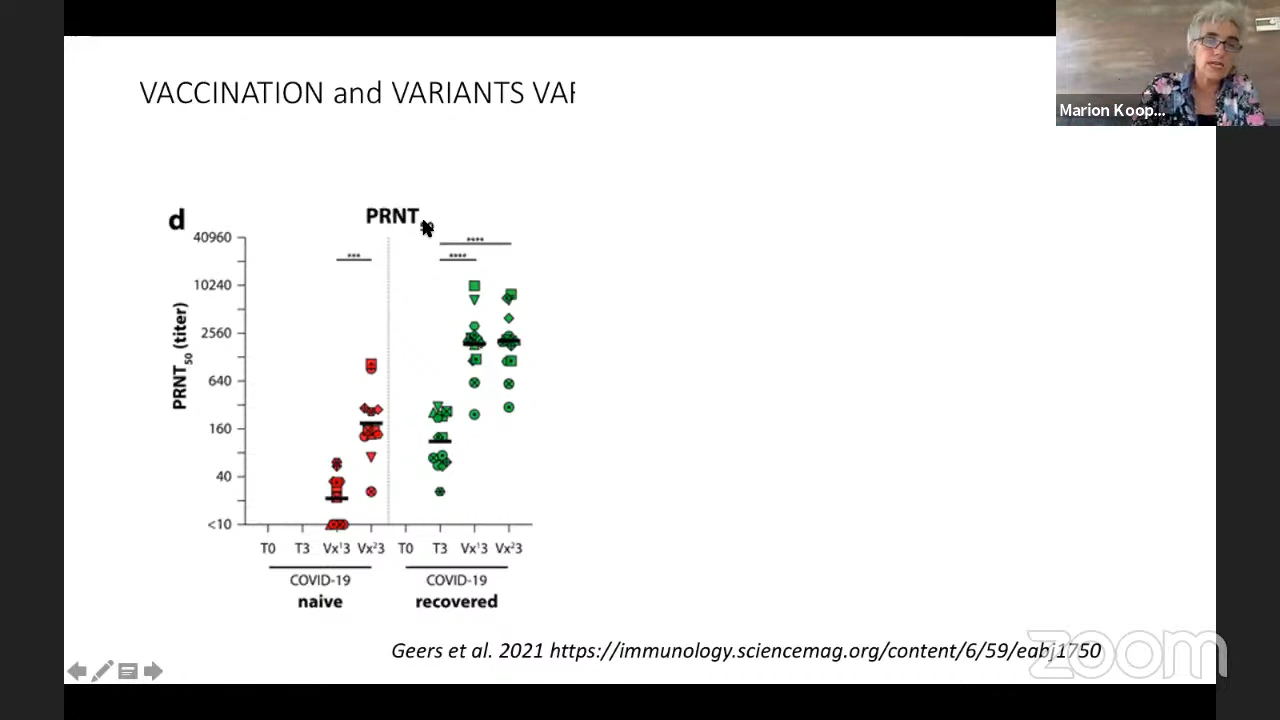 VACCINATION and VARIANTS VAR
Marion Koop...
d
PRNT
40960
10240
2560
640
160
40
<10
PRNT50 (titer)
***
****
****
T0 T3 Vx¹3 Vx²3 T0 T3 Vx¹3 Vx²3
COVID-19 COVID-19
naive recovered
Geers et al. 2021 https://immunology.sciencemag.org/content/6/59/eabj1750
zoom